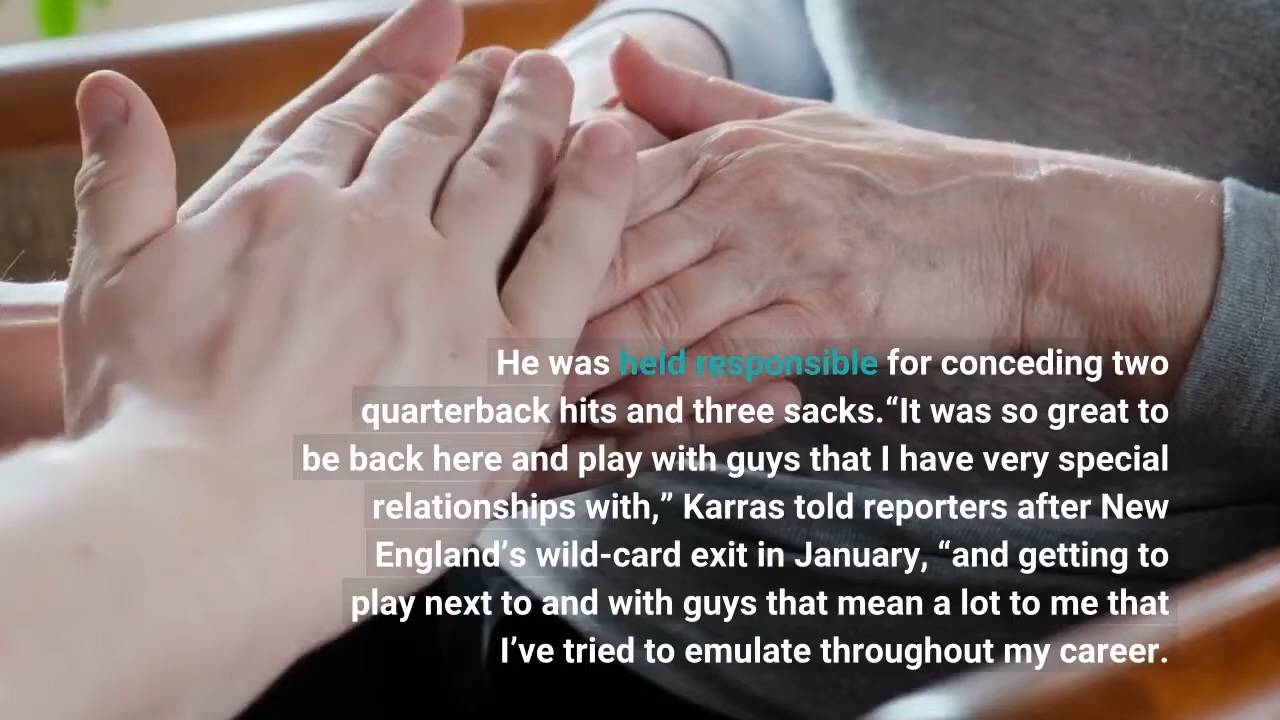 He was held responsible for conceding two
quarterback hits and three sacks.“It was so great to
be back here and play with guys that I have very special
relationships with,” Karras told reporters after New
England’s wild-card exit in January, “and getting to
play next to and with guys that mean a lot to me that
I’ve tried to emulate throughout my career.